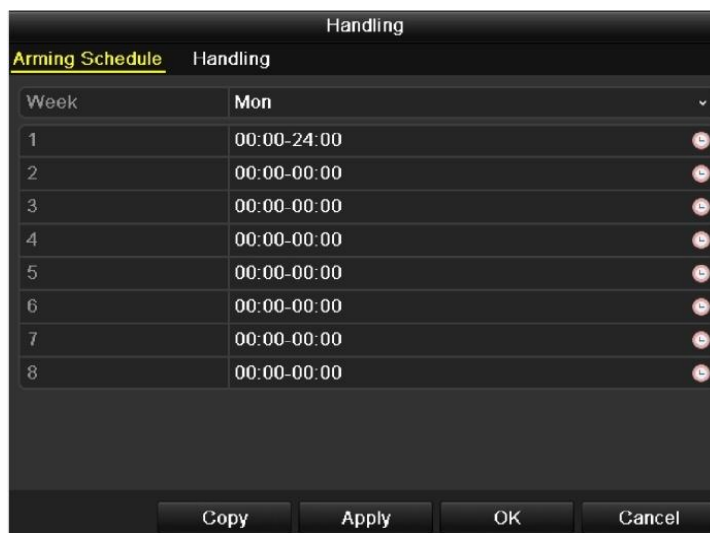 Handling
Arming Schedule Handling
Week Mon
1 00:00-24:00
2 00:00-00:00
3 00:00-00:00
4 00:00-00:00
5 00:00-00:00
6 00:00-00:00
7 00:00-00:00
8 00:00-00:00
Copy Apply OK Cancel